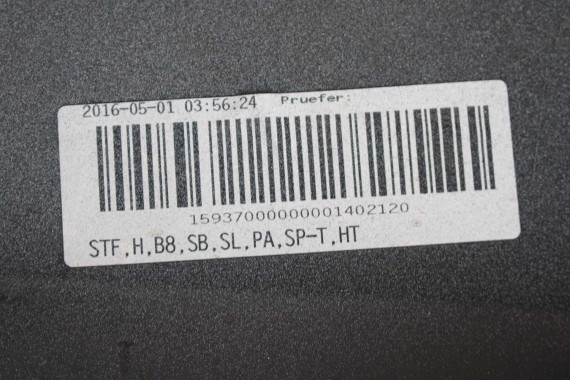 2016-05-01 03:56:24 Pruefer:
15937000000001402120
STF,H,B8,SB,SL,PA,SP-T,HT